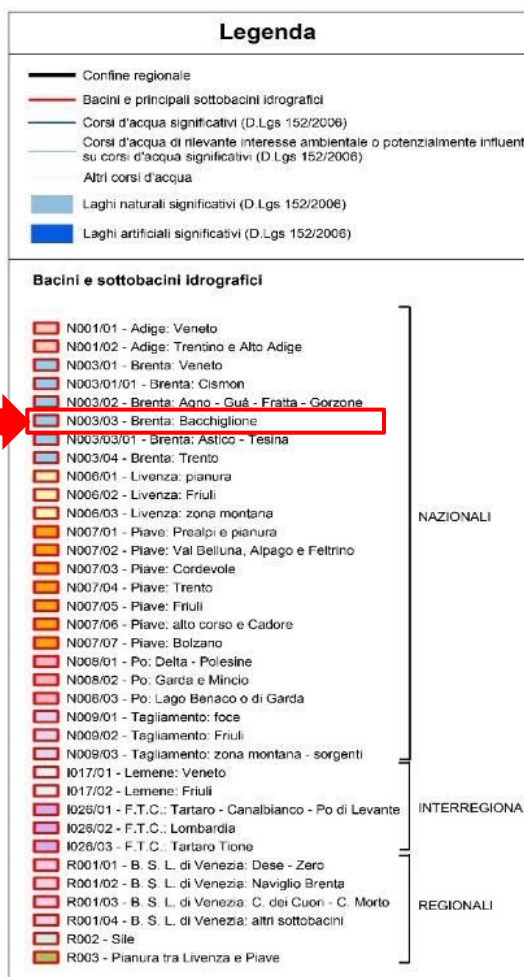 Legenda
Confine regionale
Bacini e principali sottobacini idrografici
Corsi d'acqua significativi (D.Lgs 152/2006)
Corsi d'acqua di rilevante interesse ambientale o potenzialmente influent
su corsi d'acqua significativi (D.Lgs 152/2006)
Altri corsi d'acqua
Laghi naturali significativi (D.Lgs 152/2006)
Laghi artificiali significativi (D.Lgs 152/2006)
Bacini e sottobacini idrografici
N001/01 - Adige: Veneto
N001/02 - Adige: Trentino e Alto Adige
N003/01 - Brenta: Veneto
N003/01/01 - Brenta: Cismon
N003/02 - Brenta: Agno - Guà - Fratta - Gorzone
N003/03 - Brenta: Bacchiglione
N003/03/01 - Brenta: Astico - Tesina
N003/04 - Brenta: Trento
N006/01 - Livenza: pianura
N006/02 - Livenza: Friuli
N006/03 - Livenza: zona montana
NAZIONALI
N007/01 - Piave: Prealpi e pianura
N007/02 - Piave: Val Belluna, Alpago e Feltrino
N007/03 - Piave: Cordevole
N007/04 - Piave: Trento
N007/05 - Piave: Friuli
N007/06 - Piave: alto corso e Cadore
N007/07 - Piave: Bolzano
N008/01 - Po: Delta - Polesine
N008/02 - Po: Garda e Mincio
N008/03 - Po: Lago Benaco o di Garda
N009/01 - Tagliamento: foce
N009/02 - Tagliamento: Friuli
N009/03 - Tagliamento: zona montana - sorgenti
I017/01 - Lemene: Veneto
I017/02 - Lemene: Friuli
I026/01 - F.T.C.: Tartaro - Canalbianco - Po di Levante
INTERREGIONA
I026/02 - F.T.C.: Lombardia
I026/03 - F.T.C.: Tartaro Tione
R001/01 - B. S. L. di Venezia: Dese - Zero
R001/02 - B. S. L. di Venezia: Naviglio Brenta
R001/03 - B. S. L. di Venezia: C. dei Cuori - C. Morto
REGIONALI
R001/04 - B. S. L. di Venezia: altri sottobacini
R002 - Sile
R003 - Pianura tra Livenza e Piave